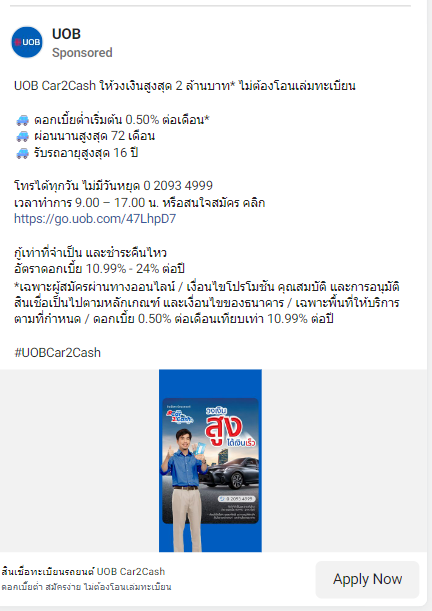 UOB
UOB
Sponsored
UOB Car2Cash ให้วงเงินสูงสุด 2 ล้านบาท* ไม่ต้องโอนเล่มทะเบียน
ดอกเบี้ยต่ำเริ่มต้น 0.50% ต่อเดือน*
ผ่อนนานสูงสุด 72 เดือน
รับรถอายุสูงสุด 16 ปี
โทรได้ทุกวัน ไม่มีวันหยุด 0 2093 4999
เวลาทำการ 9.00 – 17.00 น. หรือสนใจสมัคร คลิก
https://go.uob.com/47LhpD7
กู้เท่าที่จำเป็น และชำระคืนไหว
อัตราดอกเบี้ย 10.99% - 24% ต่อปี
*เฉพาะผู้สมัครผ่านทางออนไลน์ / เงื่อนไขโปรโมชัน คุณสมบัติ และการอนุมัติ
สินเชื่อเป็นไปตามหลักเกณฑ์ และเงื่อนไขของธนาคาร / เฉพาะพื้นที่ให้บริการ
ตามที่กำหนด / ดอกเบี้ย 0.50% ต่อเดือนเทียบเท่า 10.99% ต่อปี
#UOBCar2Cash
วงเงิน
สูง
ได้เงินเร็ว
0 2093 4999
สินเชื่อทะเบียนรถยนต์ UOB Car2Cash
ดอกเบี้ยต่ำ สมัครง่าย ไม่ต้องโอนเล่มทะเบียน
Apply Now